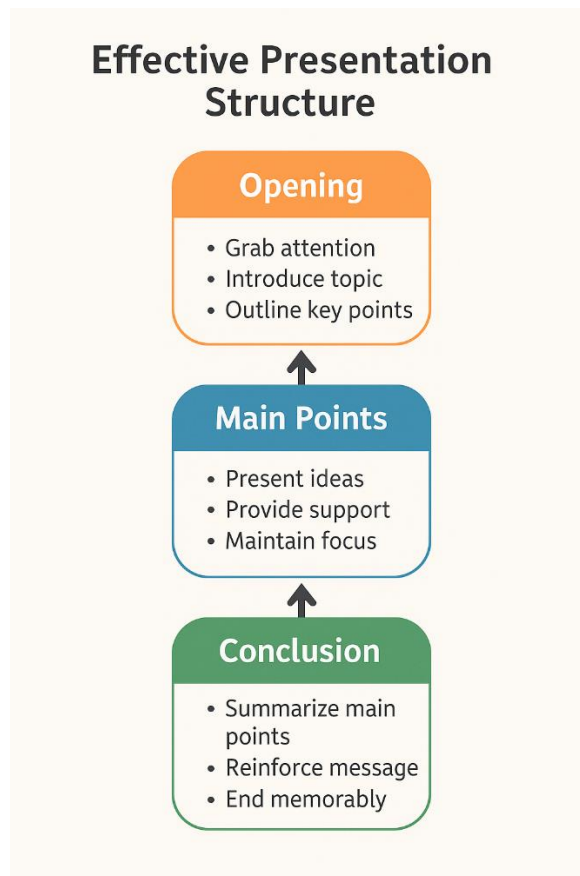 Effective Presentation
Structure
Opening
• Grab attention
• Introduce topic
• Outline key points
Main Points
• Present ideas
• Provide support
• Maintain focus
Conclusion
• Summarize main
points
• Reinforce message
• End memorably